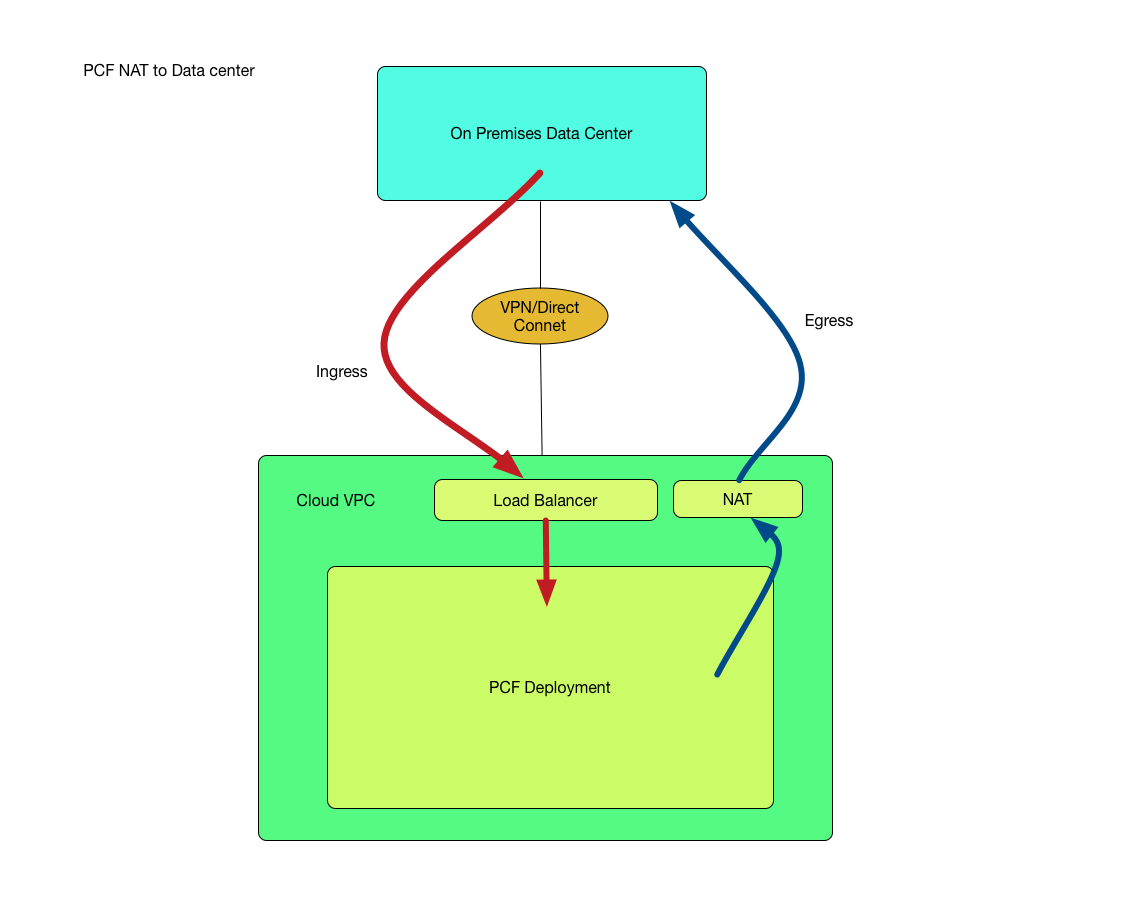 PCF NAT to Data center
On Premises Data Center
VPN/Direct
Connet
Egress
Ingress
Cloud VPC
Load Balancer
NAT
PCF Deployment